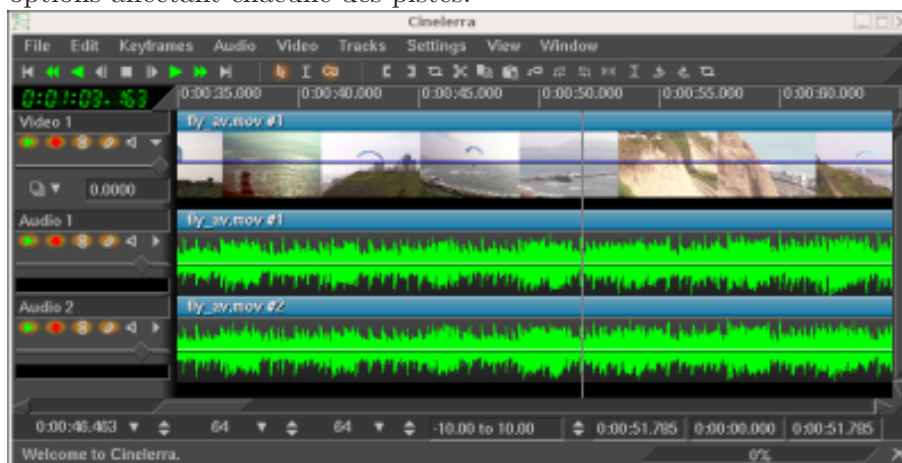 options affectant chacune des pistes.
Cinelerra
File Edit Keyframes Audio Video Tracks Settings View Window
0:01:03.163 0:00:35.000 0:00:40.000 0:00:45.000 0:00:50.000 0:00:55.000 0:00:60.000
Video 1 fly_av.mov #1
0.0000
Audio 1 fly_av.mov #1
Audio 2 fly_av.mov #2
0:00:46.463 64 64 -10.00 to 10.00 0:00:51.785 0:00:00.000 0:00:51.785
Welcome to Cinelerra. 0%